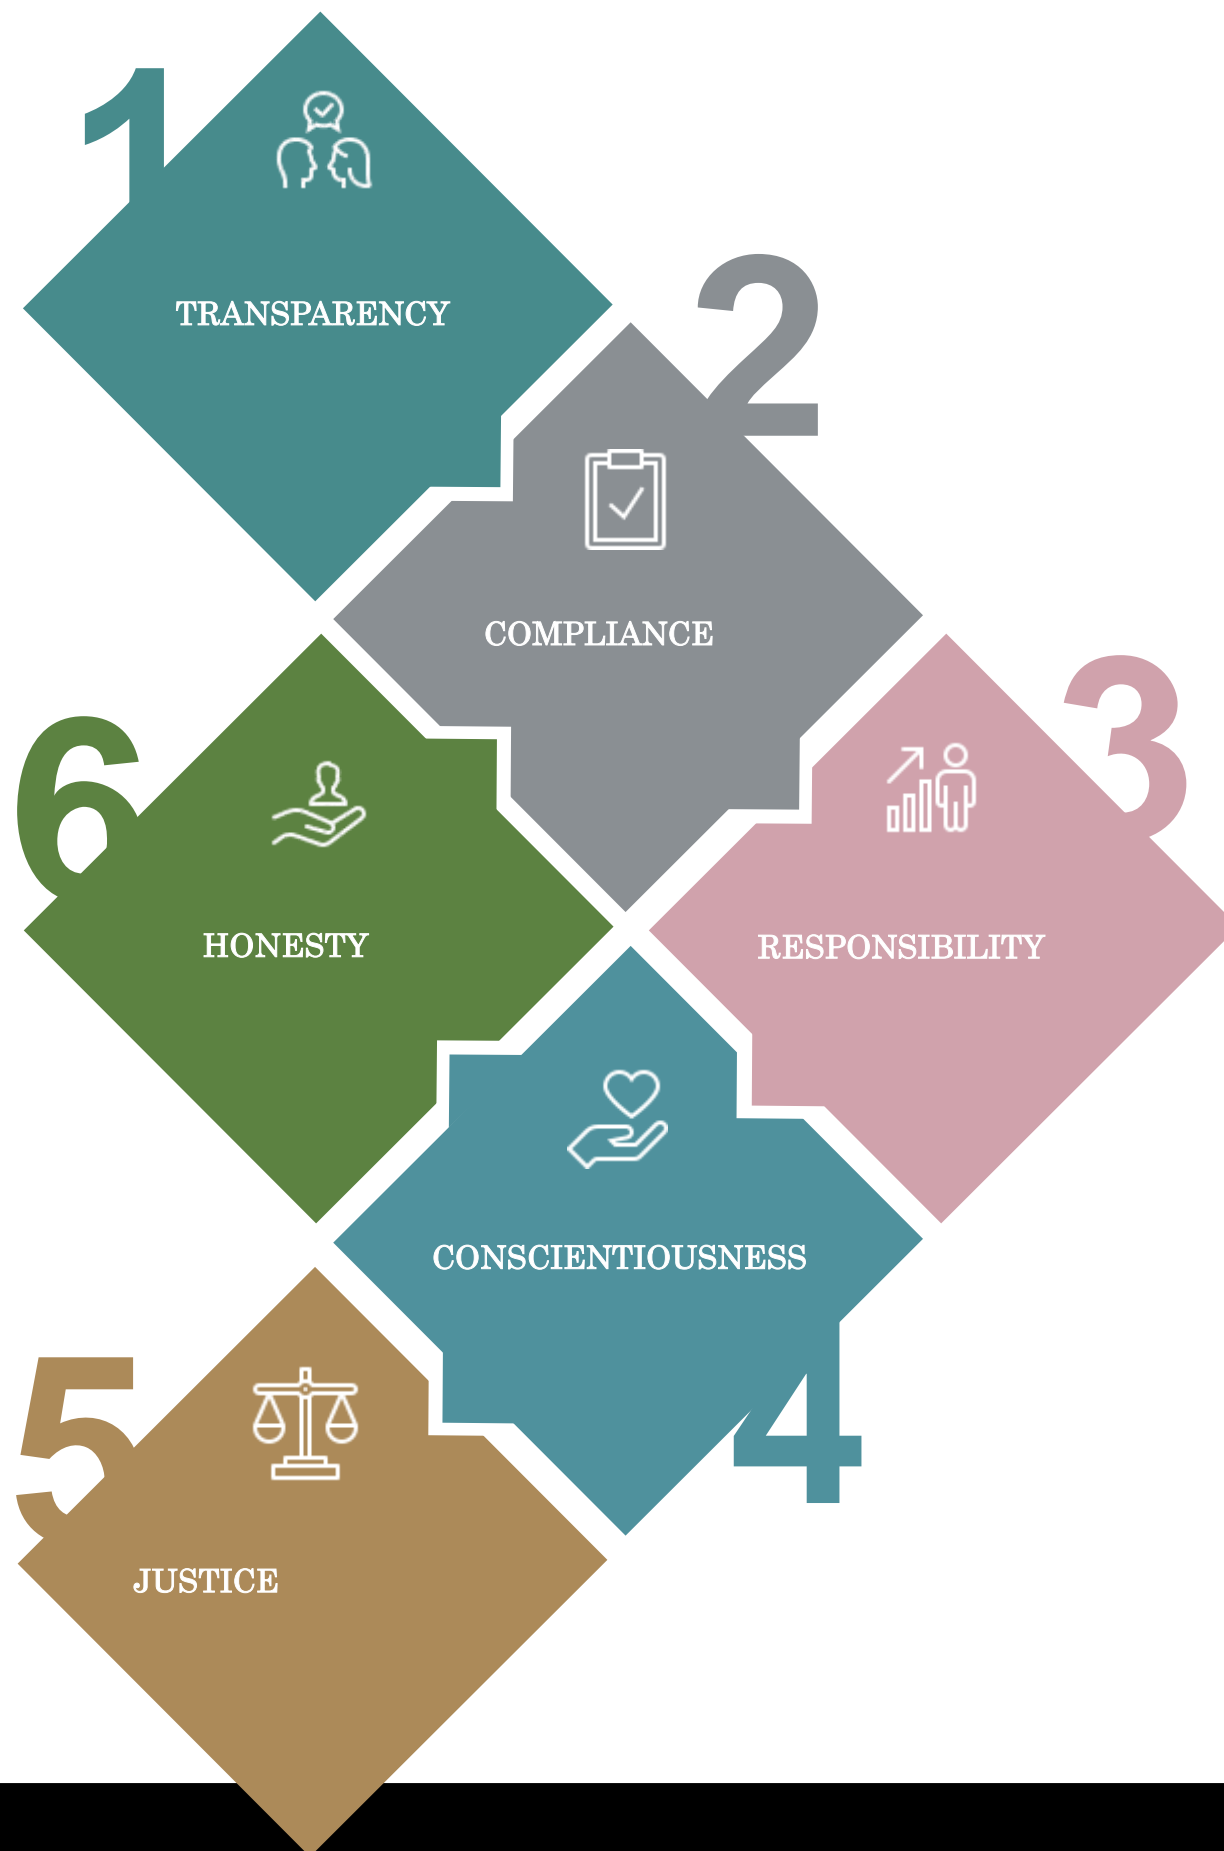 1
TRANSPARENCY
2
COMPLIANCE
3
RESPONSIBILITY
6
HONESTY
CONSCIENTIOUSNESS
4
5
JUSTICE